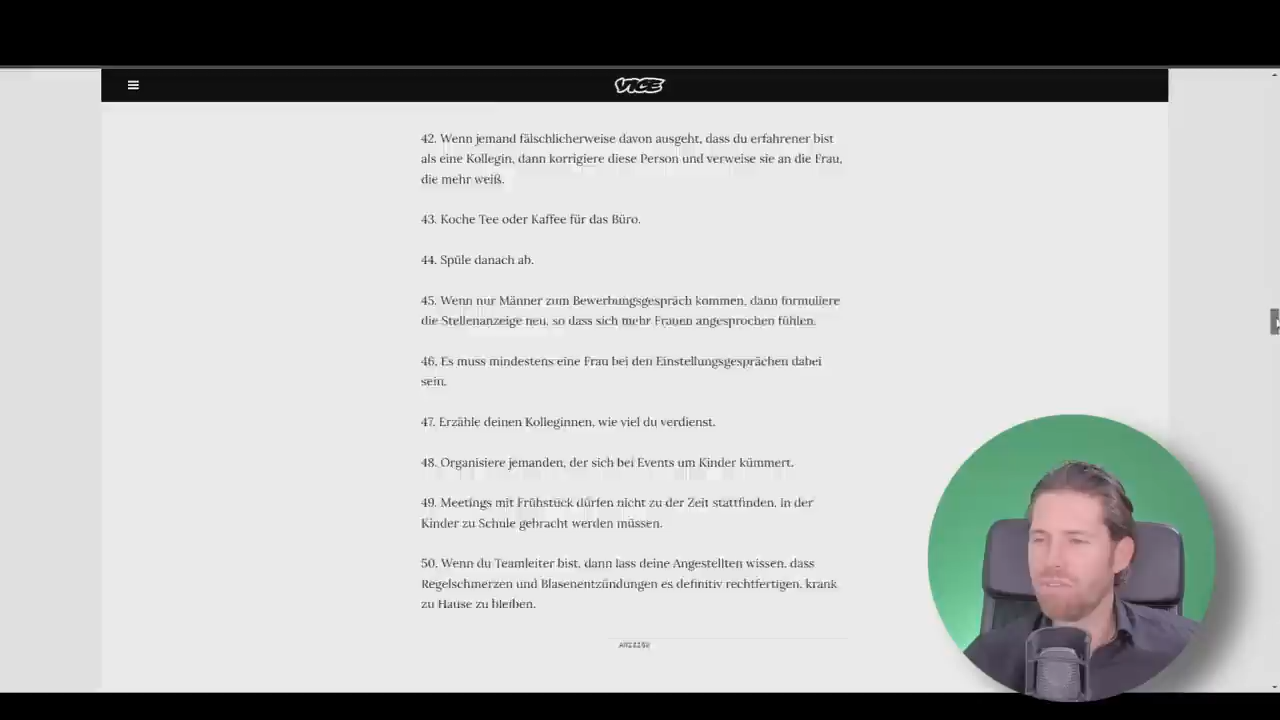 VICE
42. Wenn jemand fälschlicherweise davon ausgeht, dass du erfahrener bist
als eine Kollegin, dann korrigiere diese Person und verweise sie an die Frau,
die mehr weiß.
43. Koche Tee oder Kaffee für das Büro.
44. Spüle danach ab.
45. Wenn nur Männer zum Bewerbungsgespräch kommen, dann formuliere
die Stellenanzeige neu, so dass sich mehr Frauen angesprochen fühlen.
46. Es muss mindestens eine Frau bei den Einstellungsgesprächen dabei
sein.
47. Erzähle deinen Kolleginnen, wie viel du verdienst.
48. Organisiere jemanden, der sich bei Events um Kinder kümmert.
49. Meetings mit Frühstück dürfen nicht zu der Zeit stattfinden, in der
Kinder zu Schule gebracht werden müssen.
50. Wenn du Teamleiter bist, dann lass deine Angestellten wissen, dass
Regelschmerzen und Blasenentzündungen es definitiv rechtfertigen, krank
zu Hause zu bleiben.